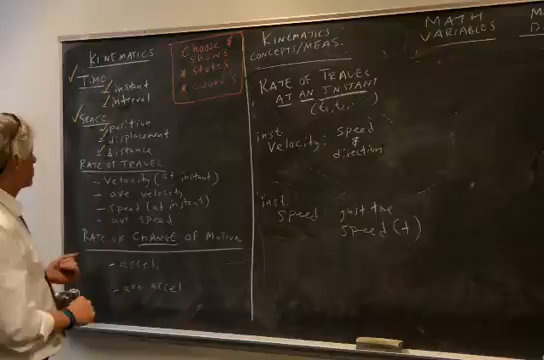 KINEMATICS
TIME
instant
interval
SPACE
position
displacement
distance
RATE OF TRAVEL
- velocity (at instant)
- ave velocity
- speed (at instant)
- ave speed
RATE OF CHANGE OF MOTION
- accel,
- ave accel
Choose &
shows
states
KINEMATICS
CONCEPTS/MEAS.
RATE OF TRAVEL
AT AN INSTANT
inst
Velocity: speed
&
direction
inst
speed just the
speed (+)
MATH
VARIABLES